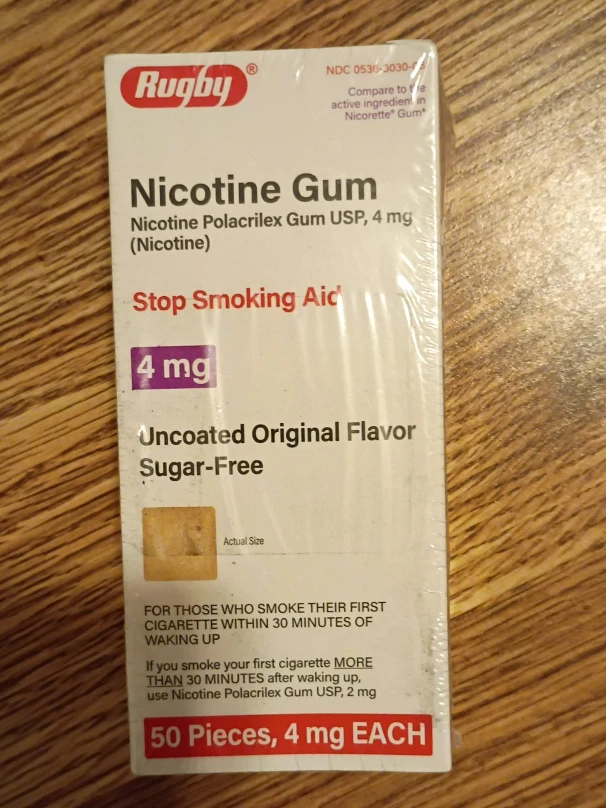 Rugby®
NDC 0536-3030-06
Compare to the
active ingredient in
Nicorette® Gum*
Nicotine Gum
Nicotine Polacrilex Gum USP, 4 mg
(Nicotine)
Stop Smoking Aid
4 mg
Uncoated Original Flavor
Sugar-Free
Actual Size
FOR THOSE WHO SMOKE THEIR FIRST
CIGARETTE WITHIN 30 MINUTES OF
WAKING UP
If you smoke your first cigarette MORE
THAN 30 MINUTES after waking up,
use Nicotine Polacrilex Gum USP, 2 mg
50 Pieces, 4 mg EACH